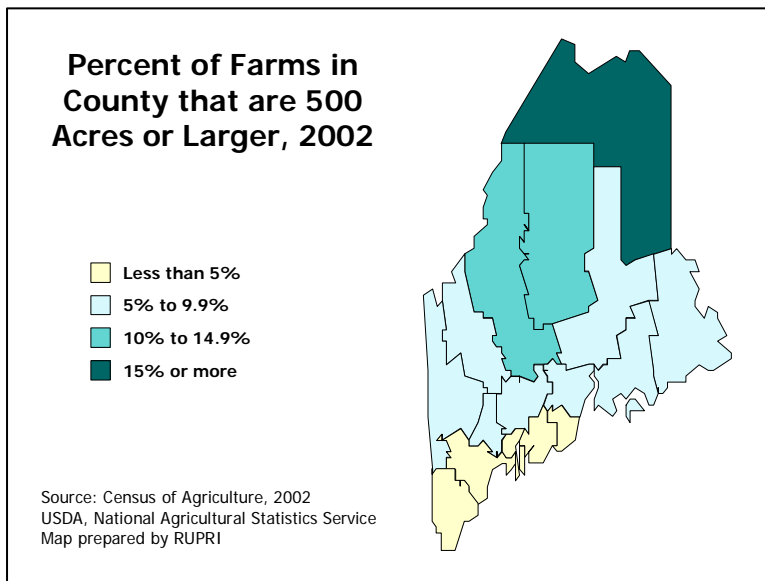 Percent of Farms in
County that are 500
Acres or Larger, 2002
Less than 5%
5% to 9.9%
10% to 14.9%
15% or more
Source: Census of Agriculture, 2002
USDA, National Agricultural Statistics Service
Map prepared by RUPRI